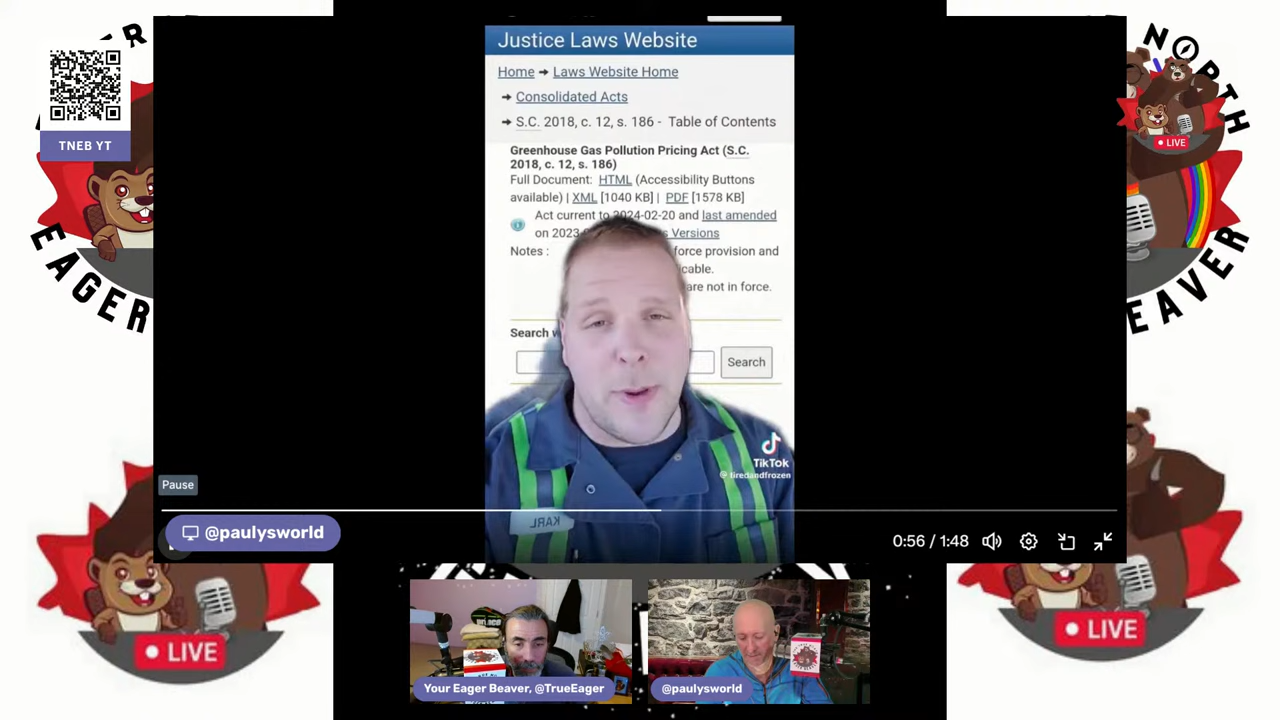 TNEB YT
EAGER
EAGER
NORTH
EAVER
LIVE
Justice Laws Website
Home ➔ Laws Website Home
➔ Consolidated Acts
➔ S.C. 2018, c. 12, s. 186 - Table of Contents
Greenhouse Gas Pollution Pricing Act (S.C.
2018, c. 12, s. 186)
Full Document: HTML (Accessibility Buttons
available) | XML [1040 KB] | PDF [1578 KB]
Act current to 2024-02-20 and last amended
on 2023 Versions
Notes : force provision and
are not in force.
Search
Search
TikTok
@tiredandfrozen
KARL
Pause
@paulysworld
0:56 / 1:48
LIVE
LIVE
Your Eager Beaver, @TrueEager
@paulysworld